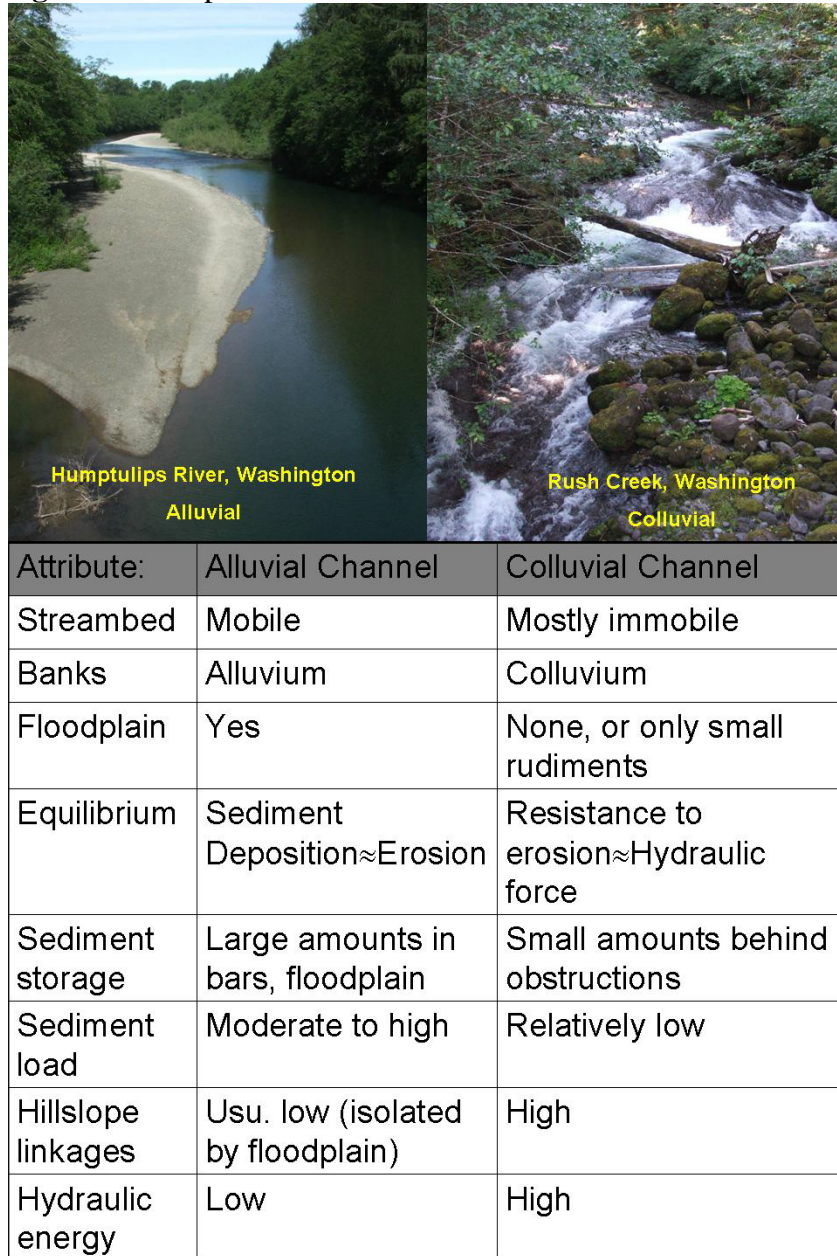 Humptulips River, Washington
Alluvial
Rush Creek, Washington
Colluvial
Attribute: Alluvial Channel Colluvial Channel
Streambed Mobile Mostly immobile
Banks Alluvium Colluvium
Floodplain Yes None, or only small
rudiments
Equilibrium Sediment Resistance to
Deposition≈Erosion erosion≈Hydraulic
force
Sediment Large amounts in Small amounts behind
storage bars, floodplain obstructions
Sediment Moderate to high Relatively low
load
Hillslope Usu. low (isolated High
linkages by floodplain)
Hydraulic Low High
energy